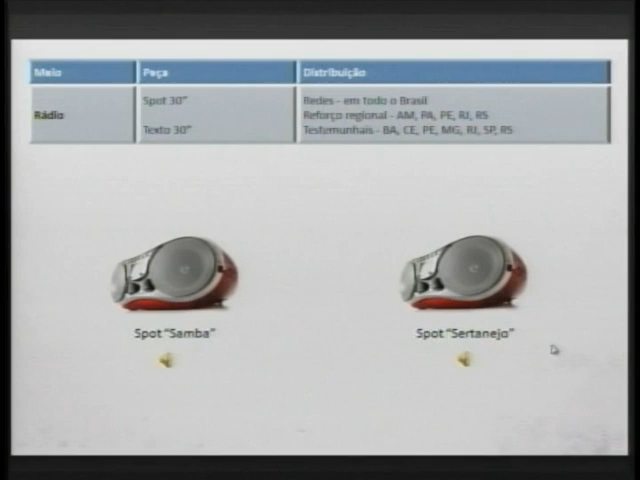 Meio Peça Distribuição
Spot 30" Redes - em todo o Brasil
Rádio Reforço regional - AM, PA, PE, RJ, RS
Texto 30" Testemunhais - BA, CE, PE, MG, RJ, SP, RS
Spot "Samba" Spot "Sertanejo"